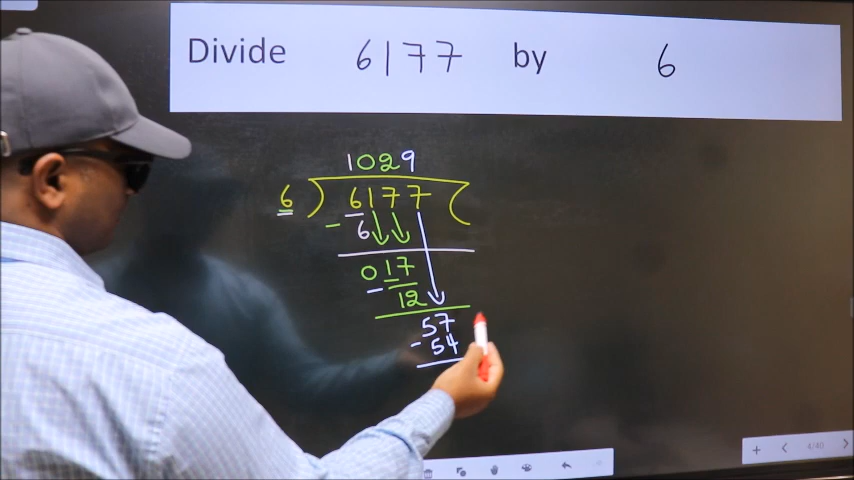 Divide 6177 by 6
1029
6 ) 6177 (
- 6
017
- 12
57
- 54
+ < 4/40 >